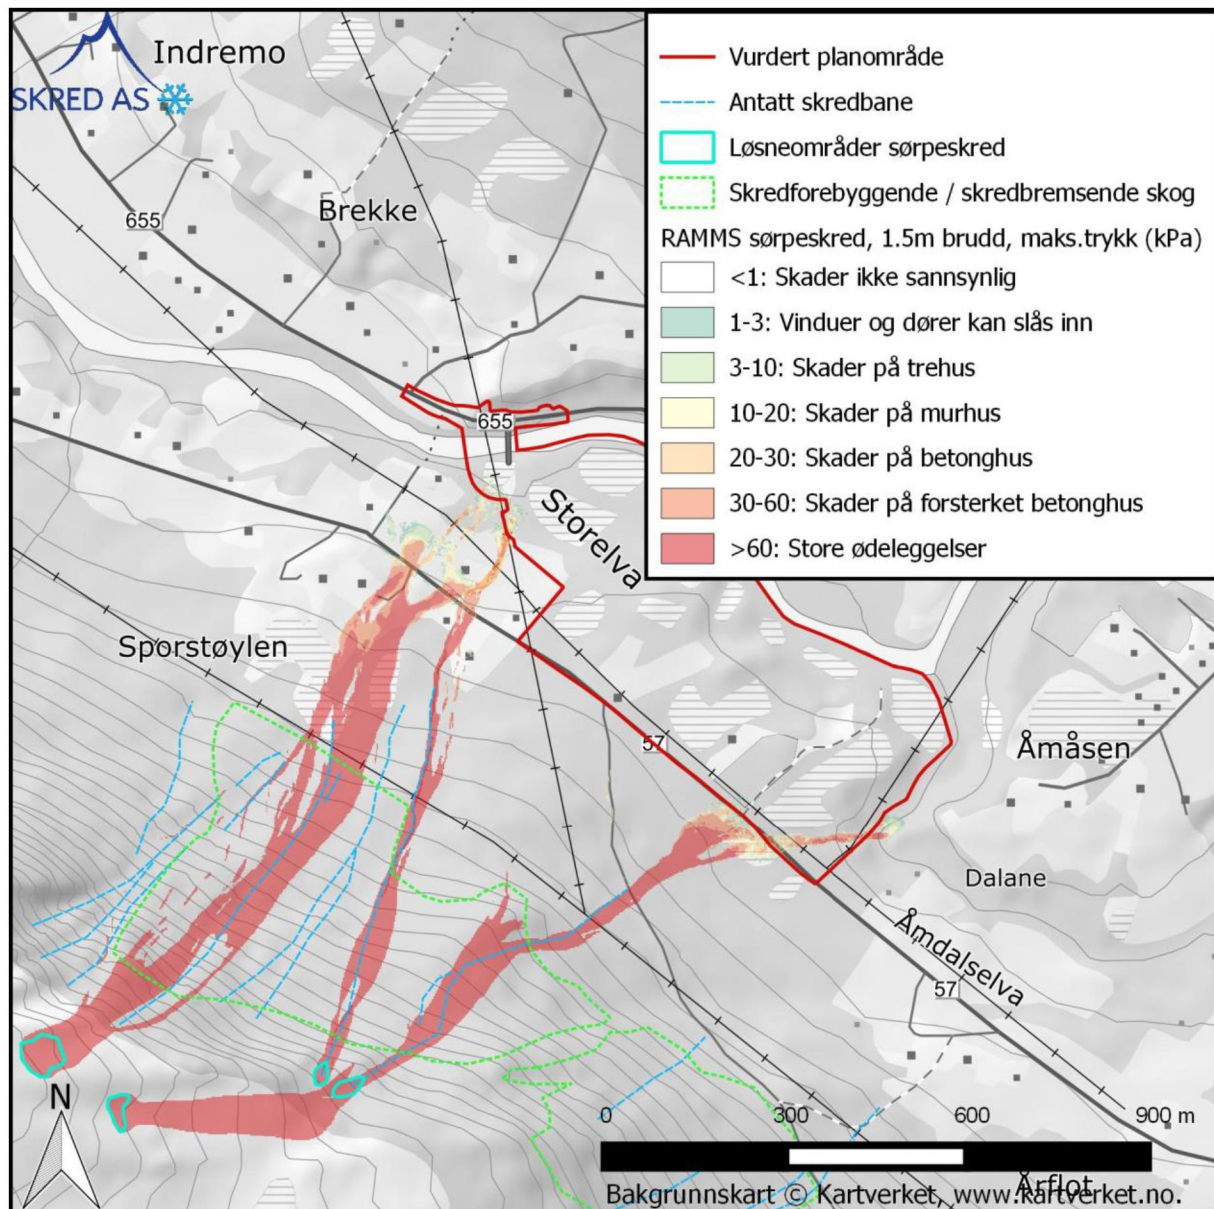 Indremo
SKRED AS
655
Brekke
655
Storelva
Sporstøylen
57
Åmåsen
Dalane
Åmdalselva
57
Årflot
N
Vurdert planområde
Antatt skredbane
Løsneområder sørpeskred
Skredforebyggende / skredbremsende skog
RAMMS sørpeskred, 1.5m brudd, maks.trykk (kPa)
<1: Skader ikke sannsynlig
1-3: Vinduer og dører kan slås inn
3-10: Skader på trehus
10-20: Skader på murhus
20-30: Skader på betonghus
30-60: Skader på forsterket betonghus
>60: Store ødeleggelser
0 300 600 900 m
Bakgrunnskart © Kartverket, www.kartverket.no.